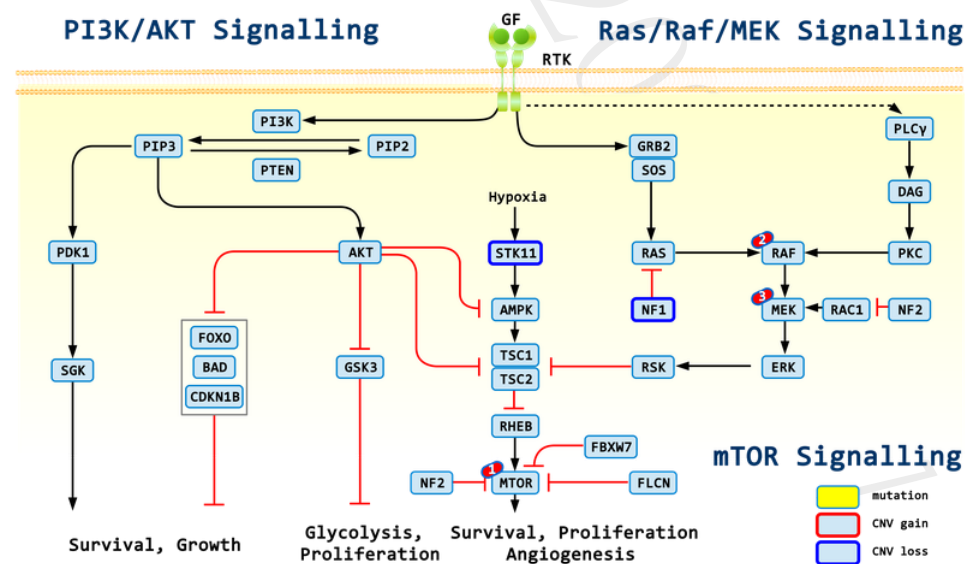 PI3K/AKT Signalling
GF
Ras/Raf/MEK Signalling
RTK
PI3K
PLCγ
PIP3
PIP2
GRB2
PTEN
SOS
DAG
Hypoxia
PDK1
AKT
STK11
RAS
2
RAF
PKC
3
AMPK
NF1
MEK
RAC1
NF2
FOXO
TSC1
BAD
GSK3
RSK
ERK
SGK
TSC2
CDKN1B
RHEB
FBXW7
mTOR Signalling
1
NF2
MTOR
FLCN
mutation
CNV gain
CNV loss
Survival, Growth
Glycolysis,
Proliferation
Survival, Proliferation
Angiogenesis